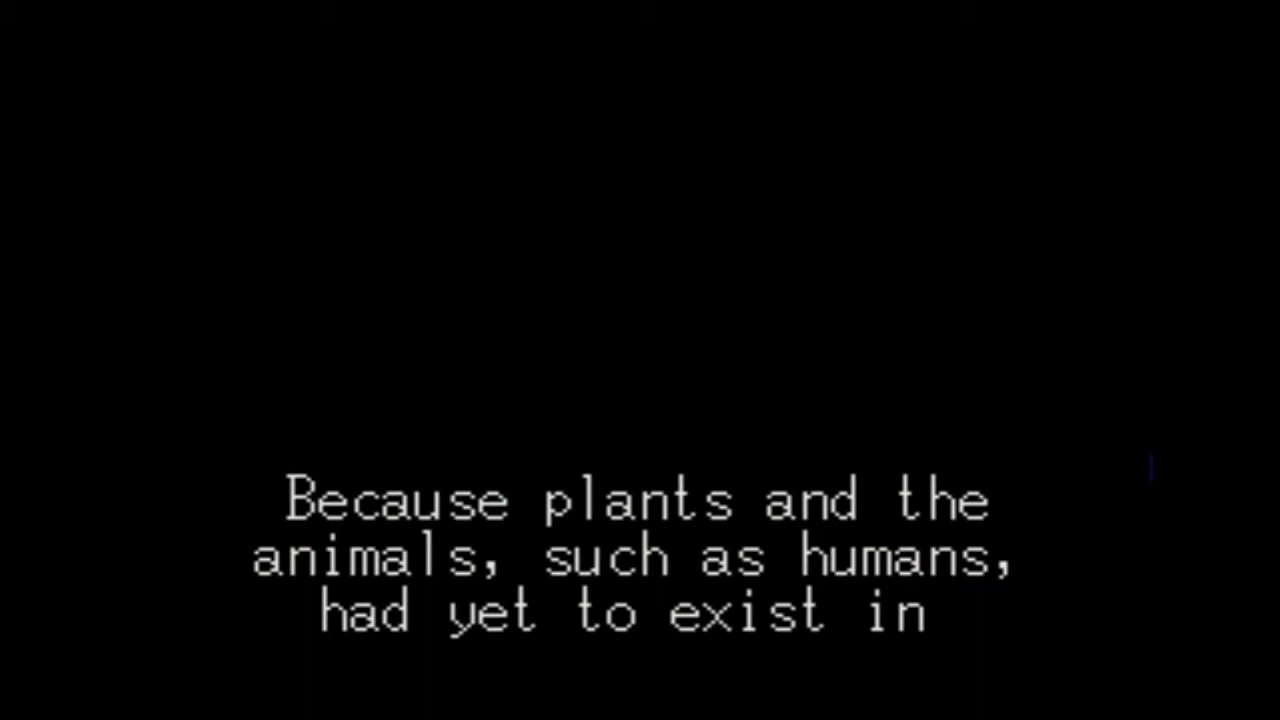 Because plants and the
animals, such as humans,
had yet to exist in